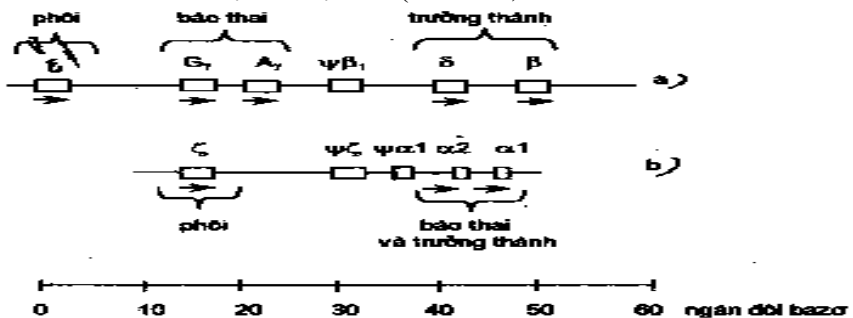 phôi bào thai trưởng thành
ε Gγ Aγ ψβ1 δ β a)
ζ ψζ ψα1 α2 α1 b)
phôi bào thai
và trưởng thành
0 10 20 30 40 50 60 ngàn đôi bazơ